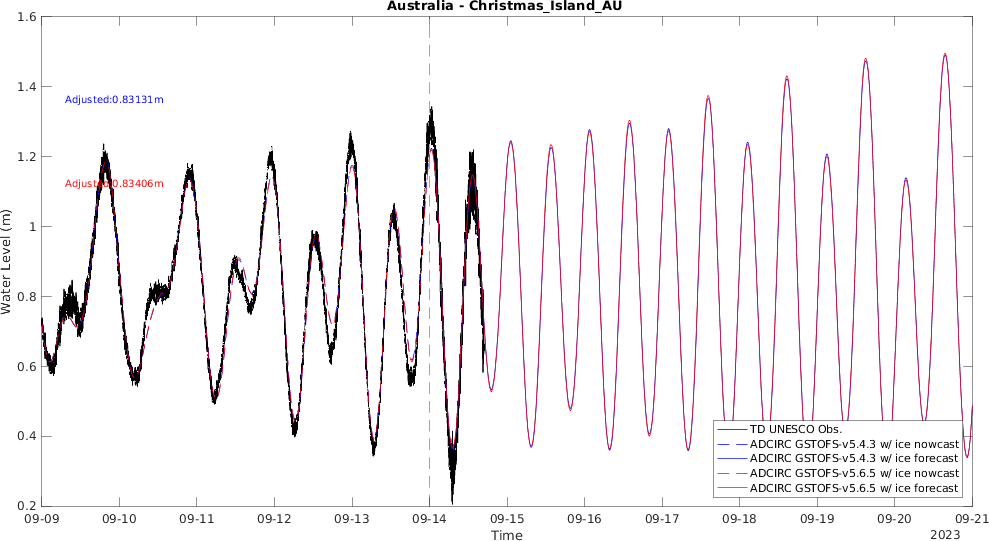 Australia - Christmas_Island_AU
1.6
1.4
1.2
1
0.8
0.6
0.4
0.2
Water Level (m)
Adjusted:0.83131m
Adjusted:0.83406m
TD UNESCO Obs.
ADCIRC GSTOFS-v5.4.3 w/ ice nowcast
ADCIRC GSTOFS-v5.4.3 w/ ice forecast
ADCIRC GSTOFS-v5.6.5 w/ ice nowcast
ADCIRC GSTOFS-v5.6.5 w/ ice forecast
09-09 09-10 09-11 09-12 09-13 09-14 09-15 09-16 09-17 09-18 09-19 09-20 09-21
Time
2023